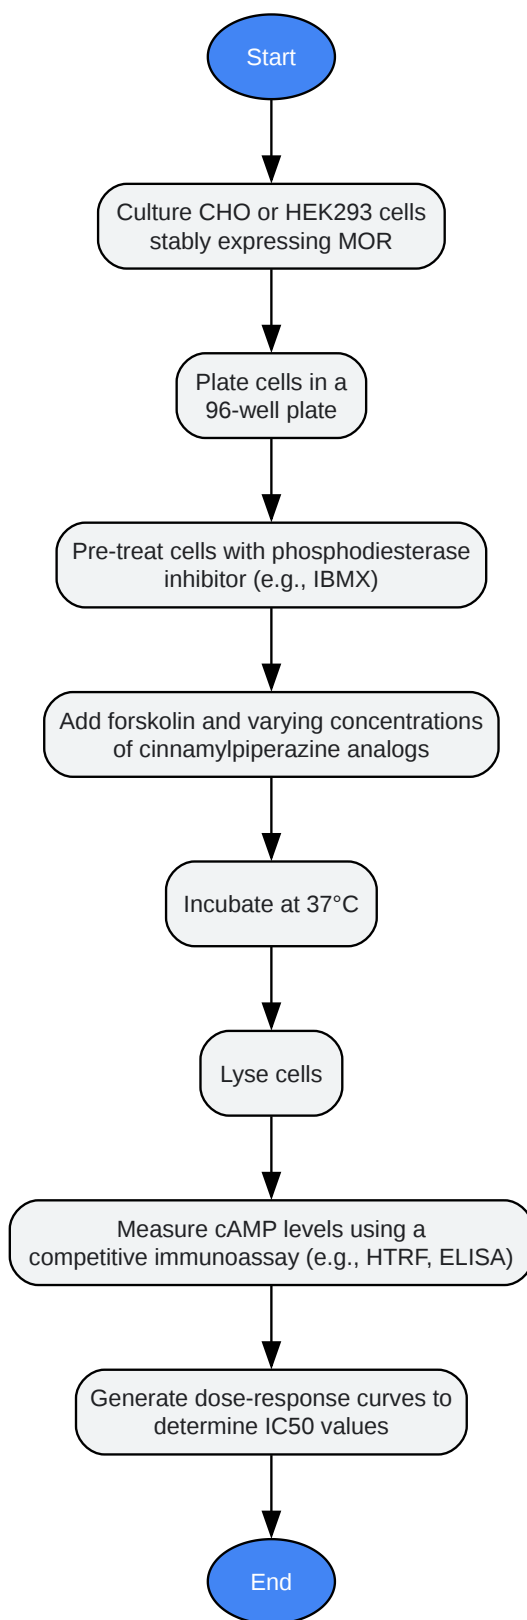 Start
Culture CHO or HEK293 cells
stably expressing MOR
Plate cells in a
96-well plate
Pre-treat cells with phosphodiesterase
inhibitor (e.g., IBMX)
Add forskolin and varying concentrations
of cinnamylpiperazine analogs
Incubate at 37°C
Lyse cells
Measure cAMP levels using a
competitive immunoassay (e.g., HTRF, ELISA)
Generate dose-response curves to
determine IC50 values
End